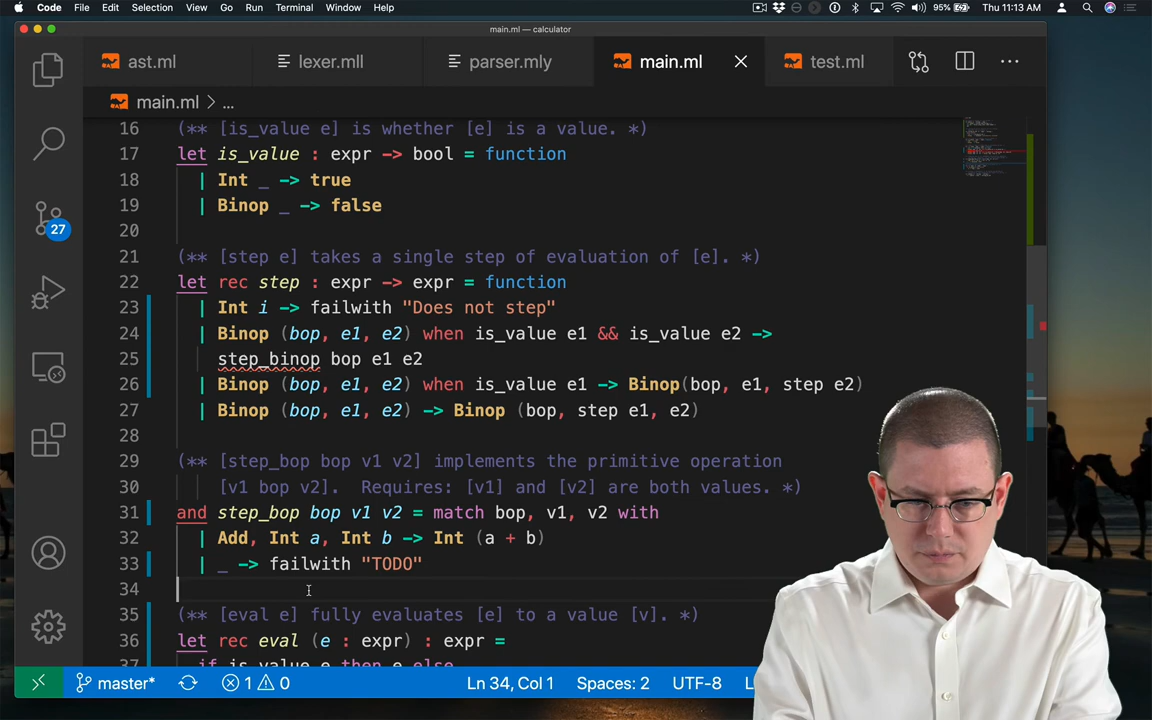 Code File Edit Selection View Go Run Terminal Window Help 95% Thu 11:13 AM
main.ml — calculator
ast.ml lexer.mll parser.mly main.ml test.ml
main.ml > ...
16 (** [is_value e] is whether [e] is a value. *)
17 let is_value : expr -> bool = function
18 | Int _ -> true
19 | Binop _ -> false
20
21 (** [step e] takes a single step of evaluation of [e]. *)
22 let rec step : expr -> expr = function
23 | Int i -> failwith "Does not step"
24 | Binop (bop, e1, e2) when is_value e1 && is_value e2 ->
25 step_binop bop e1 e2
26 | Binop (bop, e1, e2) when is_value e1 -> Binop(bop, e1, step e2)
27 | Binop (bop, e1, e2) -> Binop (bop, step e1, e2)
28
29 (** [step_bop bop v1 v2] implements the primitive operation
30 [v1 bop v2]. Requires: [v1] and [v2] are both values. *)
31 and step_bop bop v1 v2 = match bop, v1, v2 with
32 | Add, Int a, Int b -> Int (a + b)
33 | _ -> failwith "TODO"
34
35 (** [eval e] fully evaluates [e] to a value [v]. *)
36 let rec eval (e : expr) : expr =
37 if is_value e then e else
27
master* 1 0 Ln 34, Col 1 Spaces: 2 UTF-8